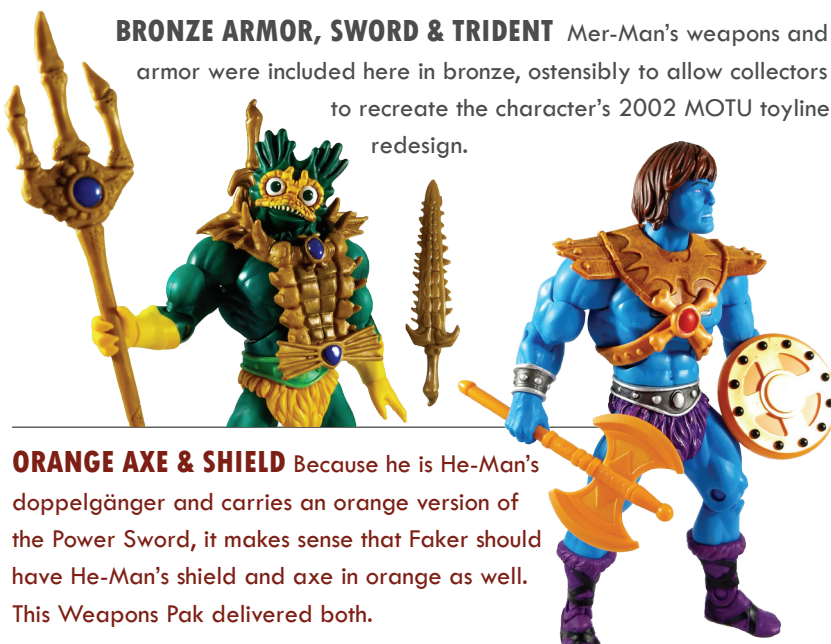 BRONZE ARMOR, SWORD & TRIDENT Mer-Man's weapons and
armor were included here in bronze, ostensibly to allow collectors
to recreate the character's 2002 MOTU toyline
redesign.
ORANGE AXE & SHIELD Because he is He-Man's
doppelgänger and carries an orange version of
the Power Sword, it makes sense that Faker should
have He-Man's shield and axe in orange as well.
This Weapons Pak delivered both.